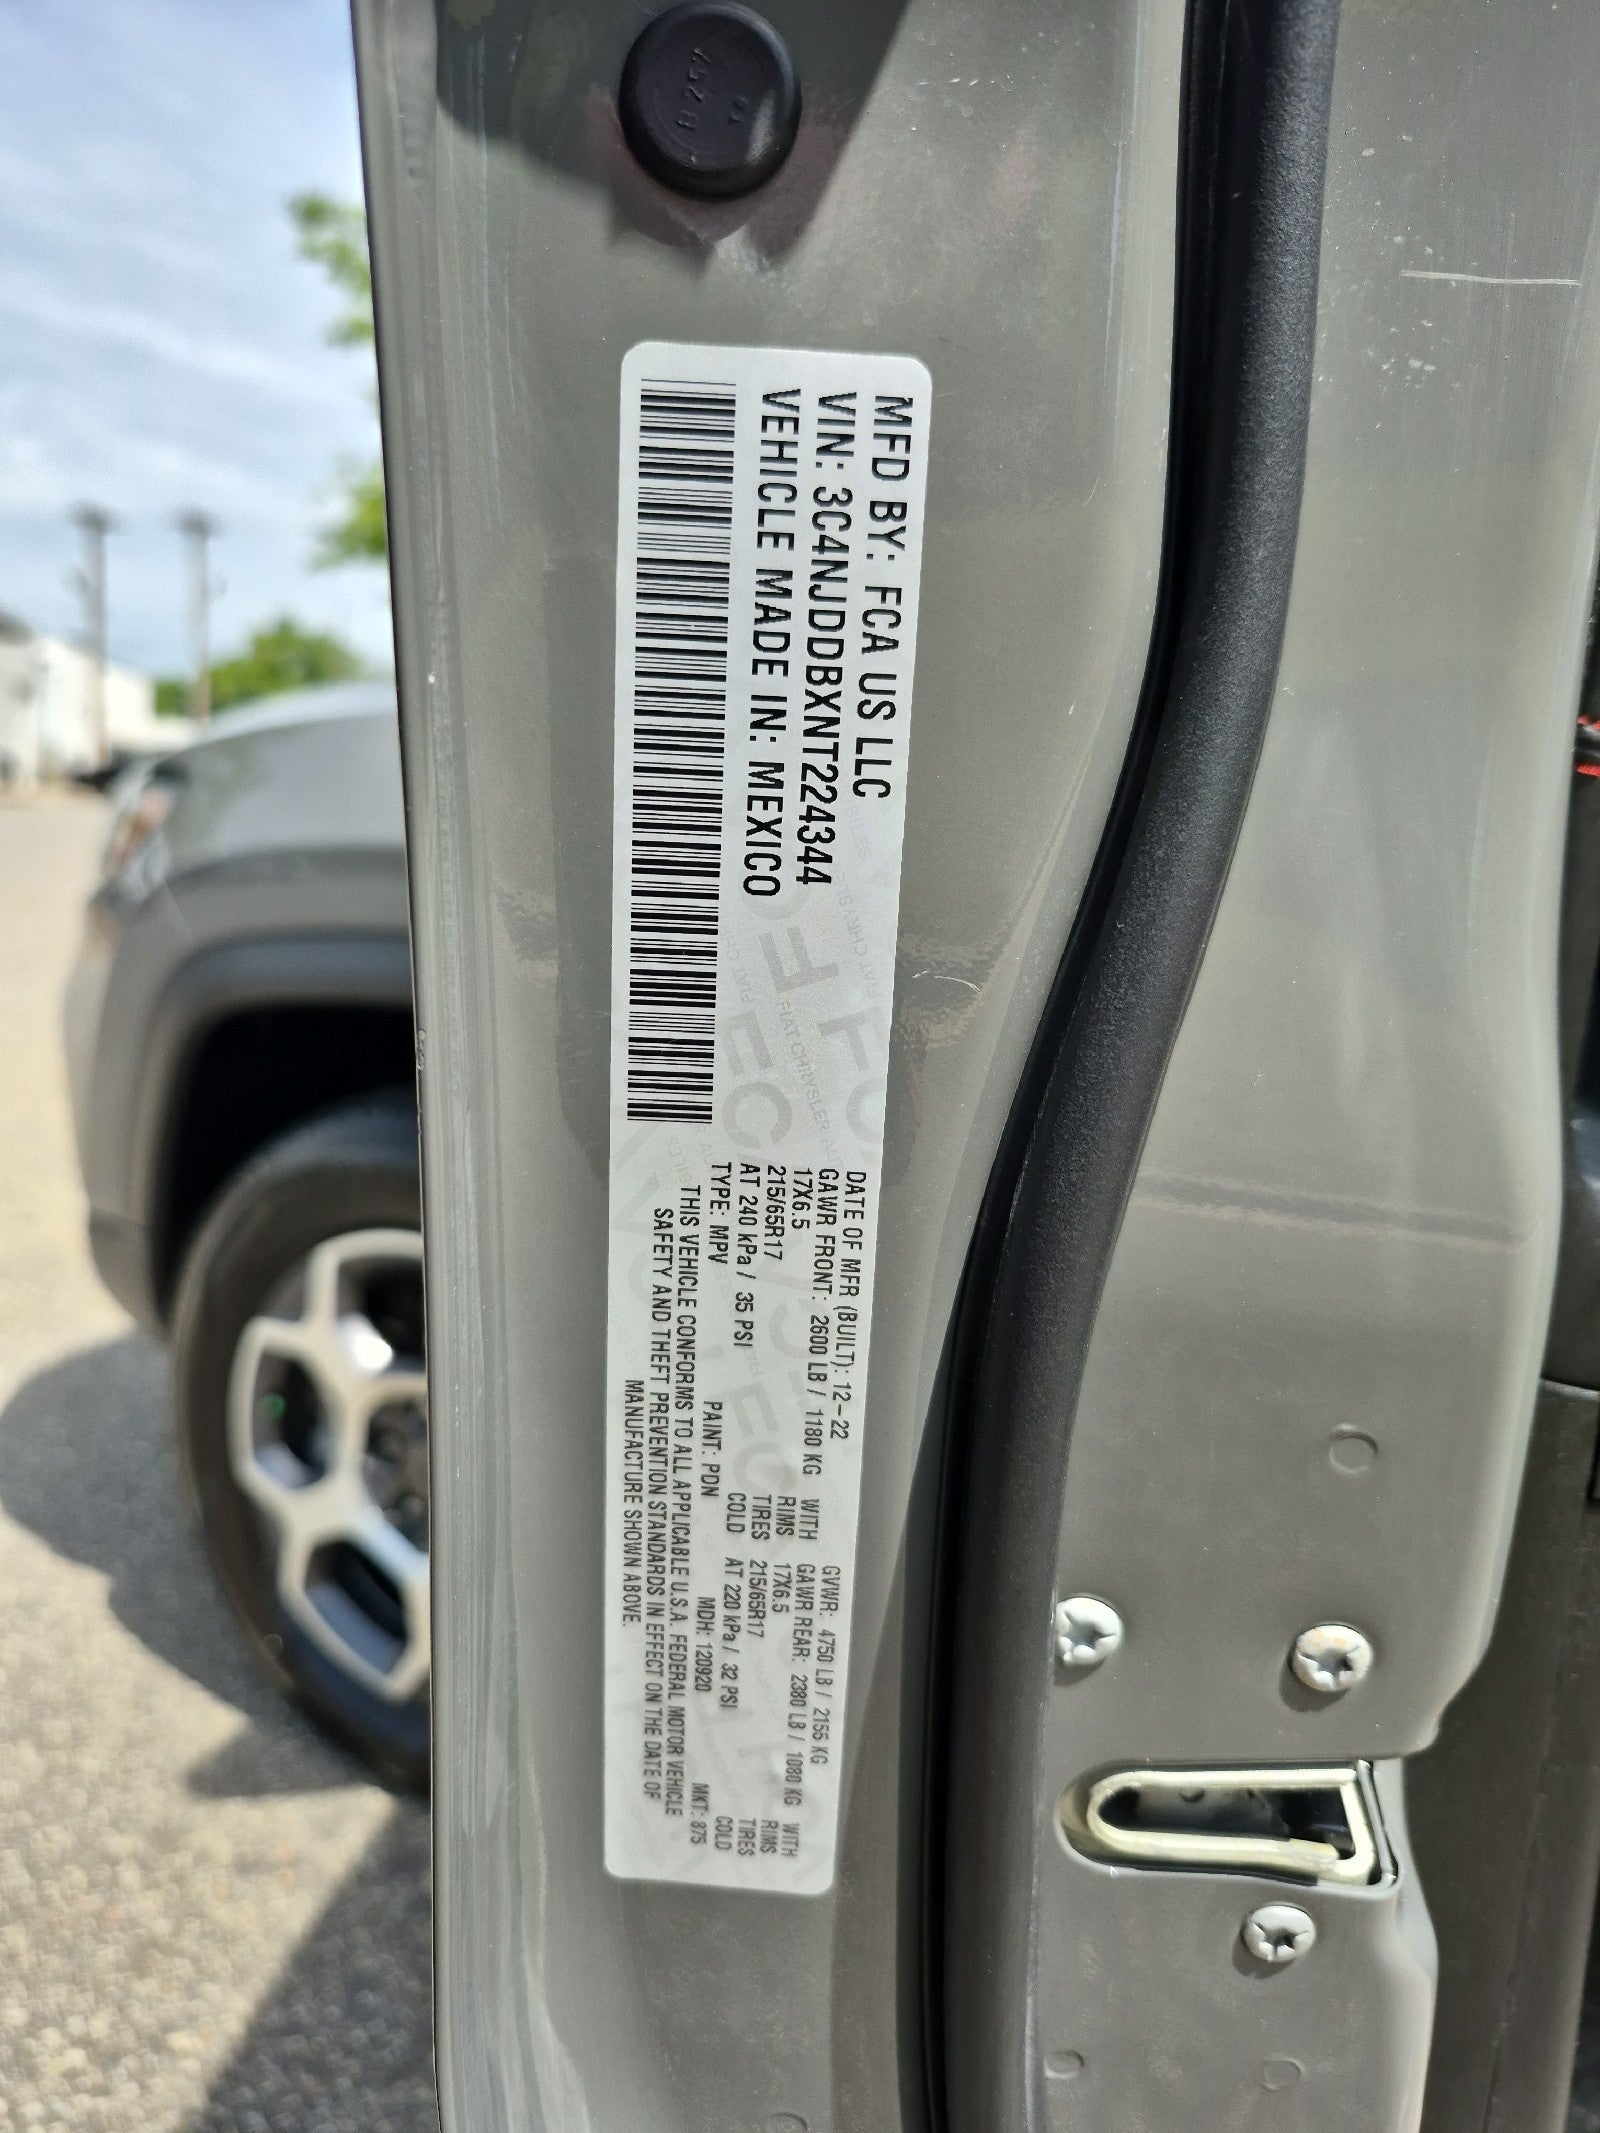 MFD BY: FCA US LLC
VIN: 3C4NJDDBXNT224344
VEHICLE MADE IN: MEXICO
DATE OF MFR (BUILT): 12-22 GVWR: 4750 LB / 2155 KG
GAWR FRONT: 2600 LB / 1180 KG WITH GAWR REAR: 2380 LB / 1080 KG WITH
17X6.5 RIMS 17X6.5 RIMS
215/65R17 TIRES 215/65R17 TIRES
AT 240 kPa / 35 PSI COLD AT 220 kPa / 32 PSI COLD
TYPE: MPV PAINT: PDN MDH: 120920 MKT: 875
THIS VEHICLE CONFORMS TO ALL APPLICABLE U.S.A. FEDERAL MOTOR VEHICLE
SAFETY AND THEFT PREVENTION STANDARDS IN EFFECT ON THE DATE OF
MANUFACTURE SHOWN ABOVE.
FIAT CHRYSLER